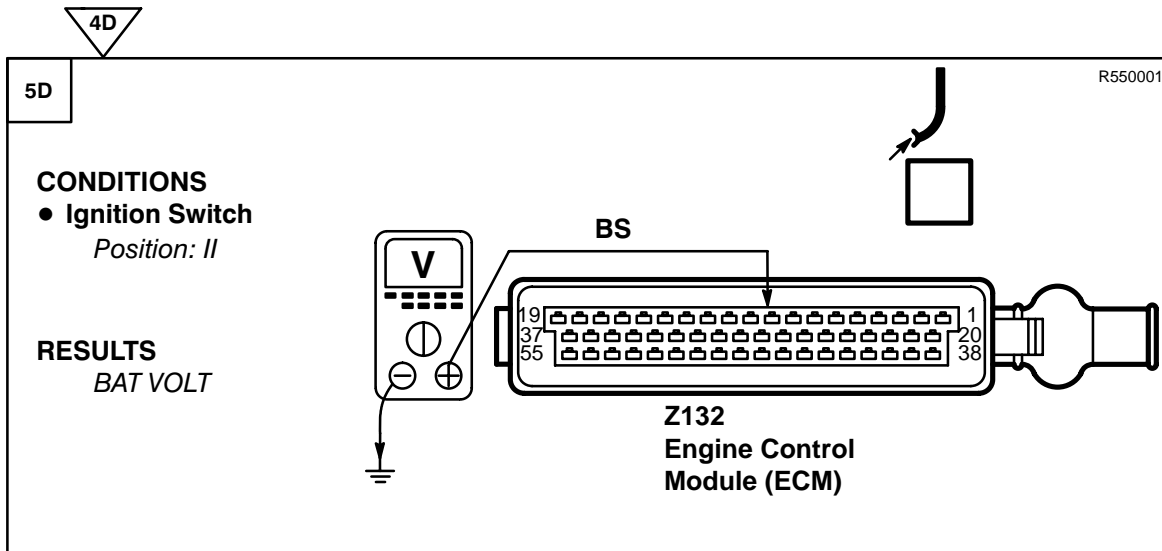 4D
5D
R550001
CONDITIONS
● Ignition Switch
Position: II
BS
V
19 1
37 20
55 38
RESULTS
BAT VOLT
Z132
Engine Control
Module (ECM)